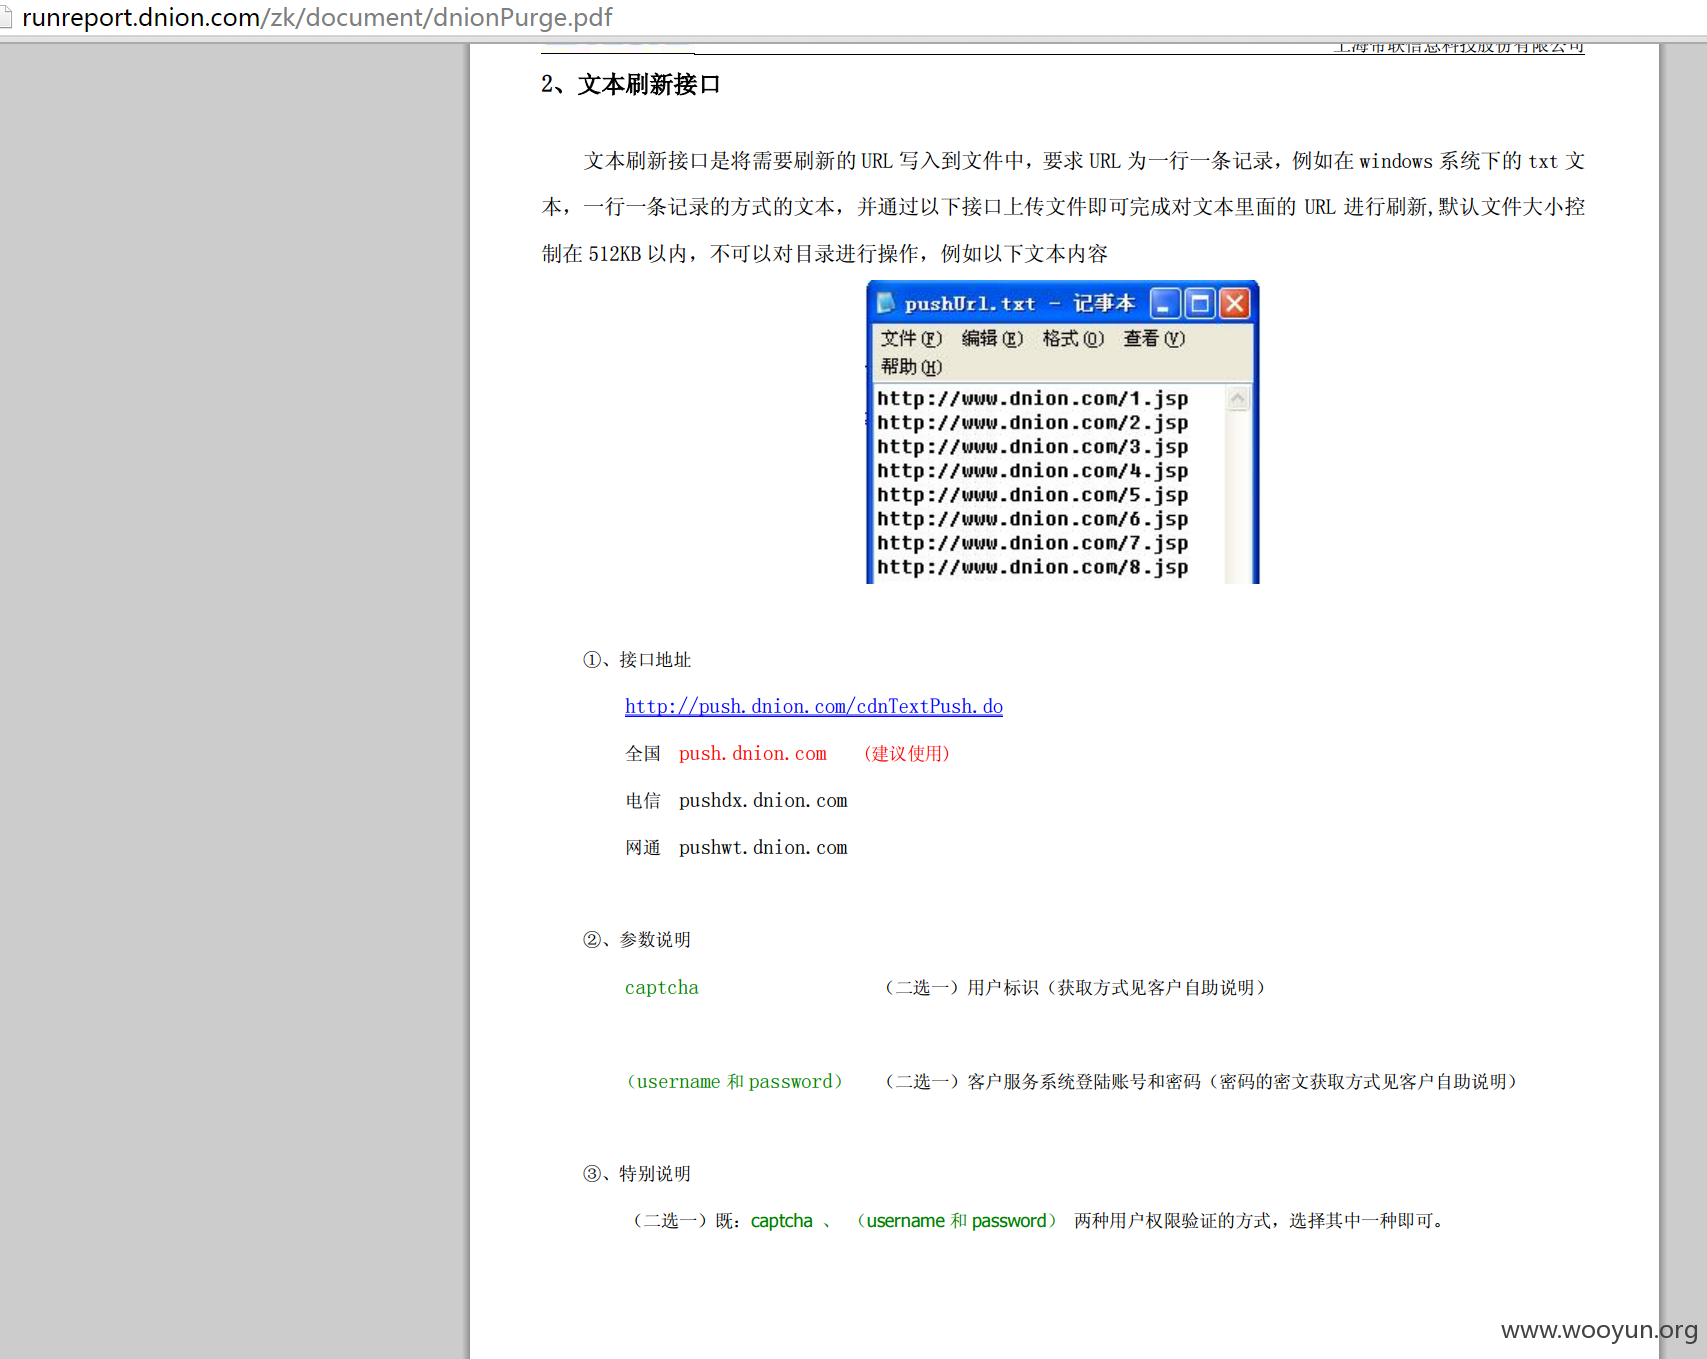 runreport.dnion.com/zk/document/dnionPurge.pdf
上海帝联信息科技股份有限公司
2、文本刷新接口
文本刷新接口是将需要刷新的 URL 写入到文件中，要求 URL 为一行一条记录，例如在 windows 系统下的 txt 文
本，一行一条记录的方式的文本，并通过以下接口上传文件即可完成对文本里面的 URL 进行刷新,默认文件大小控
制在 512KB 以内，不可以对目录进行操作，例如以下文本内容
pushUrl.txt - 记事本
文件(F) 编辑(E) 格式(O) 查看(V)
帮助(H)
http://www.dnion.com/1.jsp
http://www.dnion.com/2.jsp
http://www.dnion.com/3.jsp
http://www.dnion.com/4.jsp
http://www.dnion.com/5.jsp
http://www.dnion.com/6.jsp
http://www.dnion.com/7.jsp
http://www.dnion.com/8.jsp
①、接口地址
http://push.dnion.com/cdnTextPush.do
全国 push.dnion.com (建议使用)
电信 pushdx.dnion.com
网通 pushwt.dnion.com
②、参数说明
captcha （二选一）用户标识（获取方式见客户自助说明）
（username 和 password） （二选一）客户服务系统登陆账号和密码（密码的密文获取方式见客户自助说明）
③、特别说明
（二选一）既：captcha 、 （username 和 password） 两种用户权限验证的方式，选择其中一种即可。
www.wooyun.org